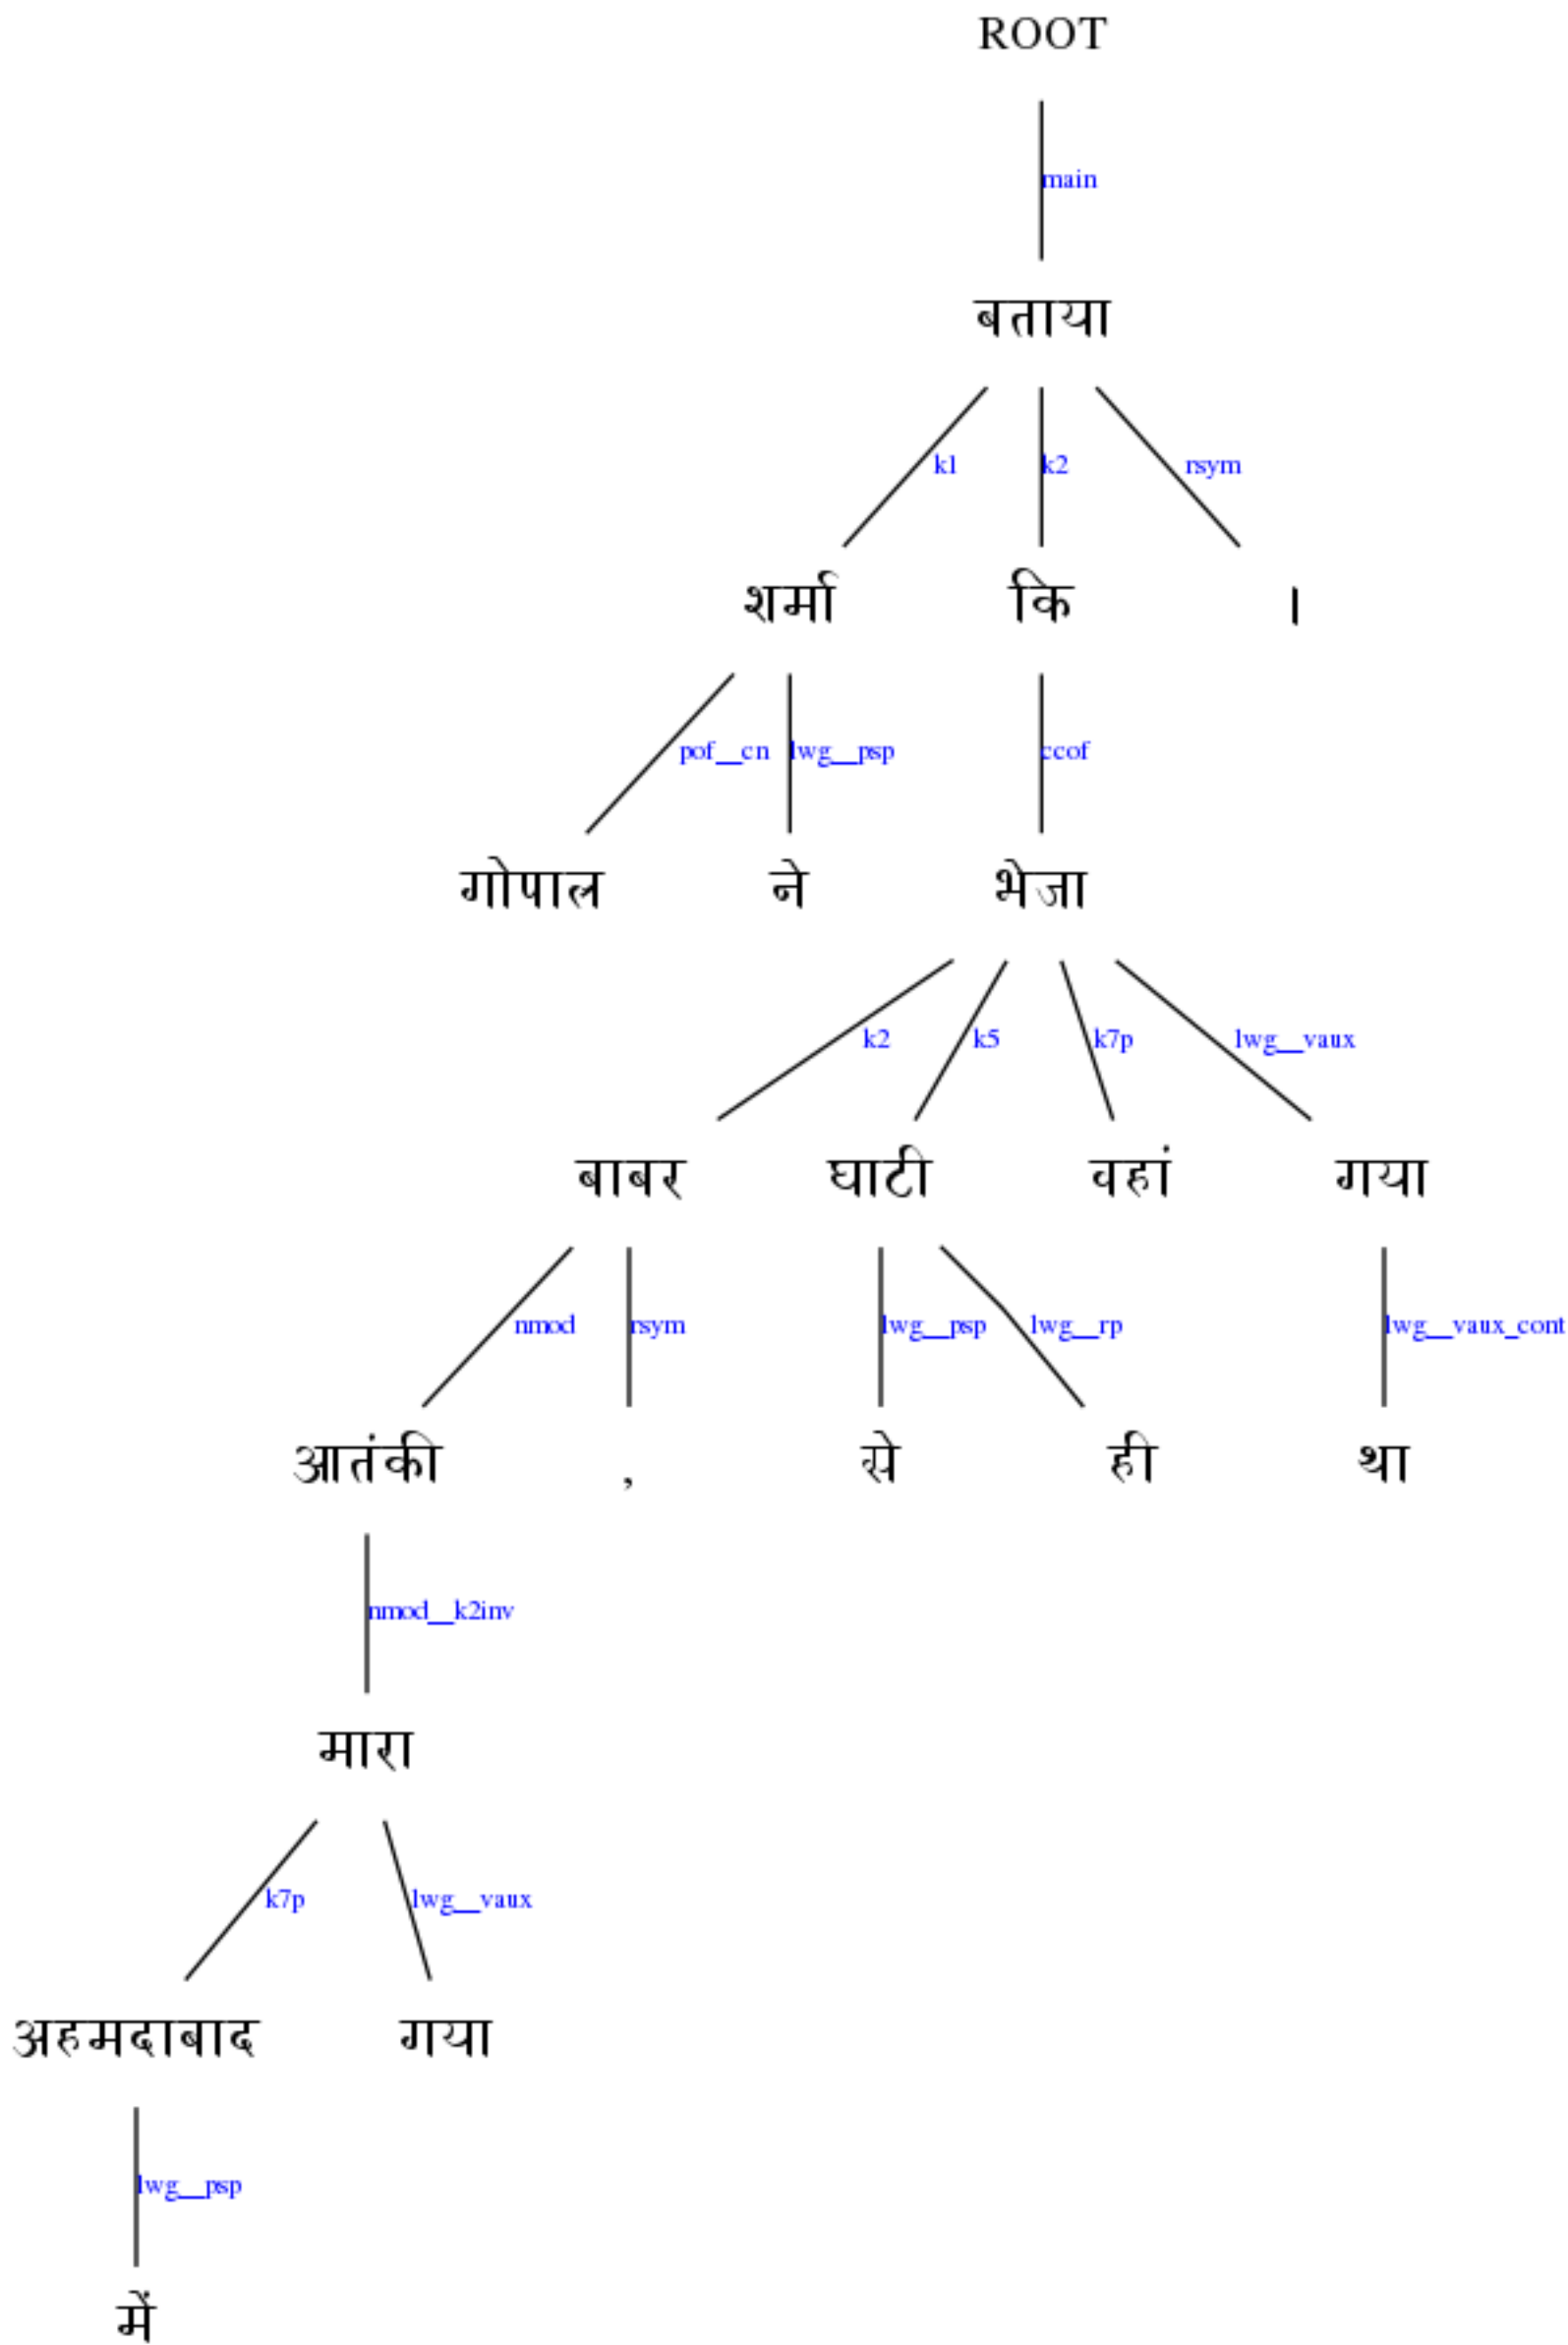 ROOT
main
बताया
k1 k2 rsym
शर्मा कि ।
pof__cn lwg__psp ccof
गोपाल ने भेजा
k2 k5 k7p lwg__vaux
बाबर घाटी वहां गया
nmod rsym lwg__psp lwg__rp lwg__vaux_cont
आतंकी , से ही था
nmod__k2inv
मारा
k7p lwg__vaux
अहमदाबाद गया
lwg__psp
में